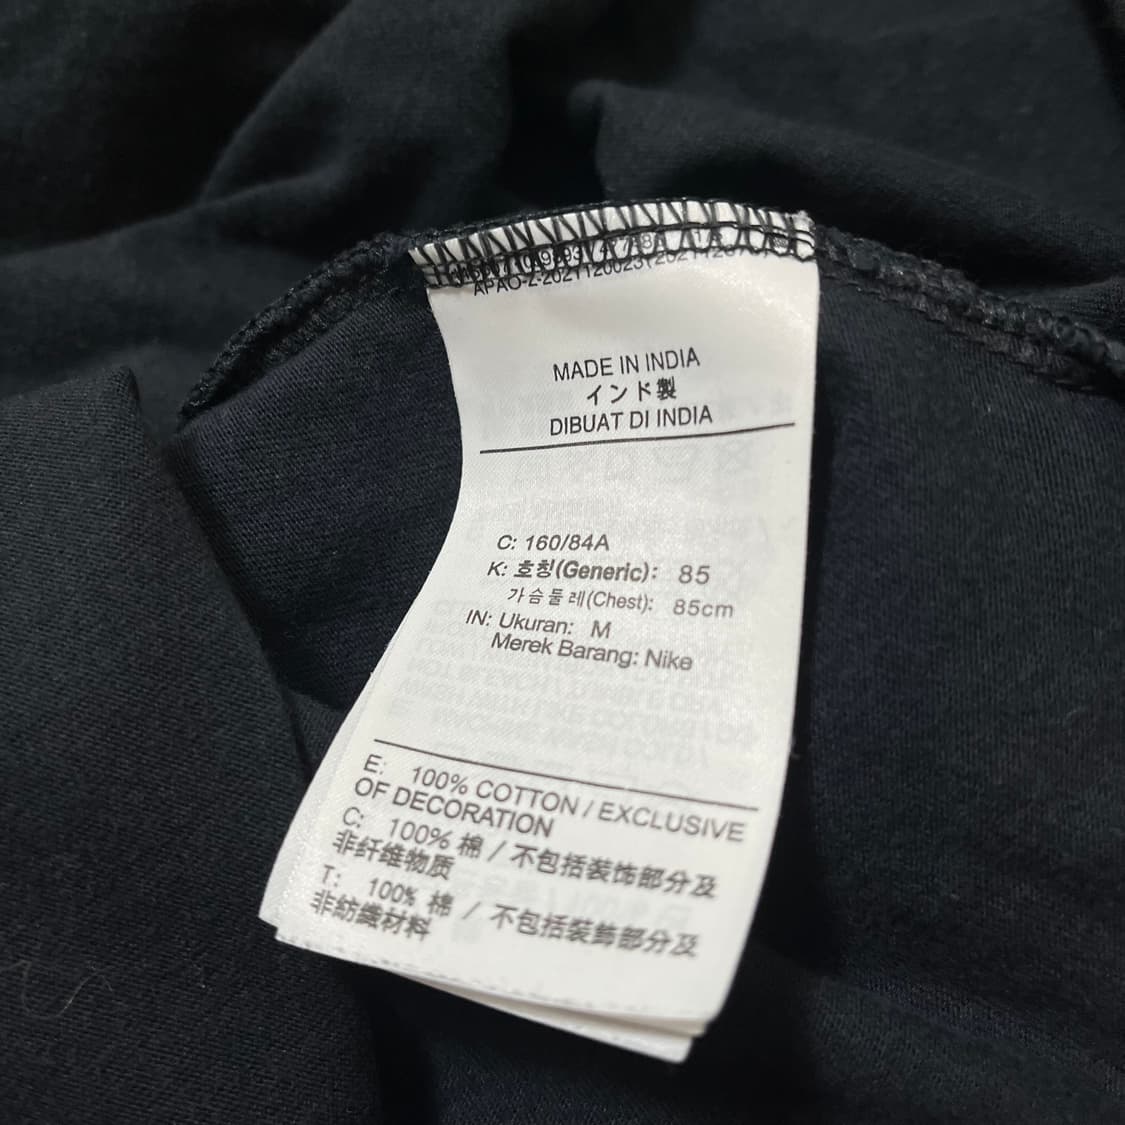 MADE IN INDIA
インド製
DIBUAT DI INDIA
C: 160/84A
K: 호칭(Generic): 85
가슴둘레(Chest): 85cm
IN: Ukuran: M
Merek Barang: Nike
E: 100% COTTON / EXCLUSIVE
OF DECORATION
C: 100% 棉 / 不包括装饰部分及
非纤维物质
T: 100% 棉 / 不包括裝飾部分及
非紡織材料